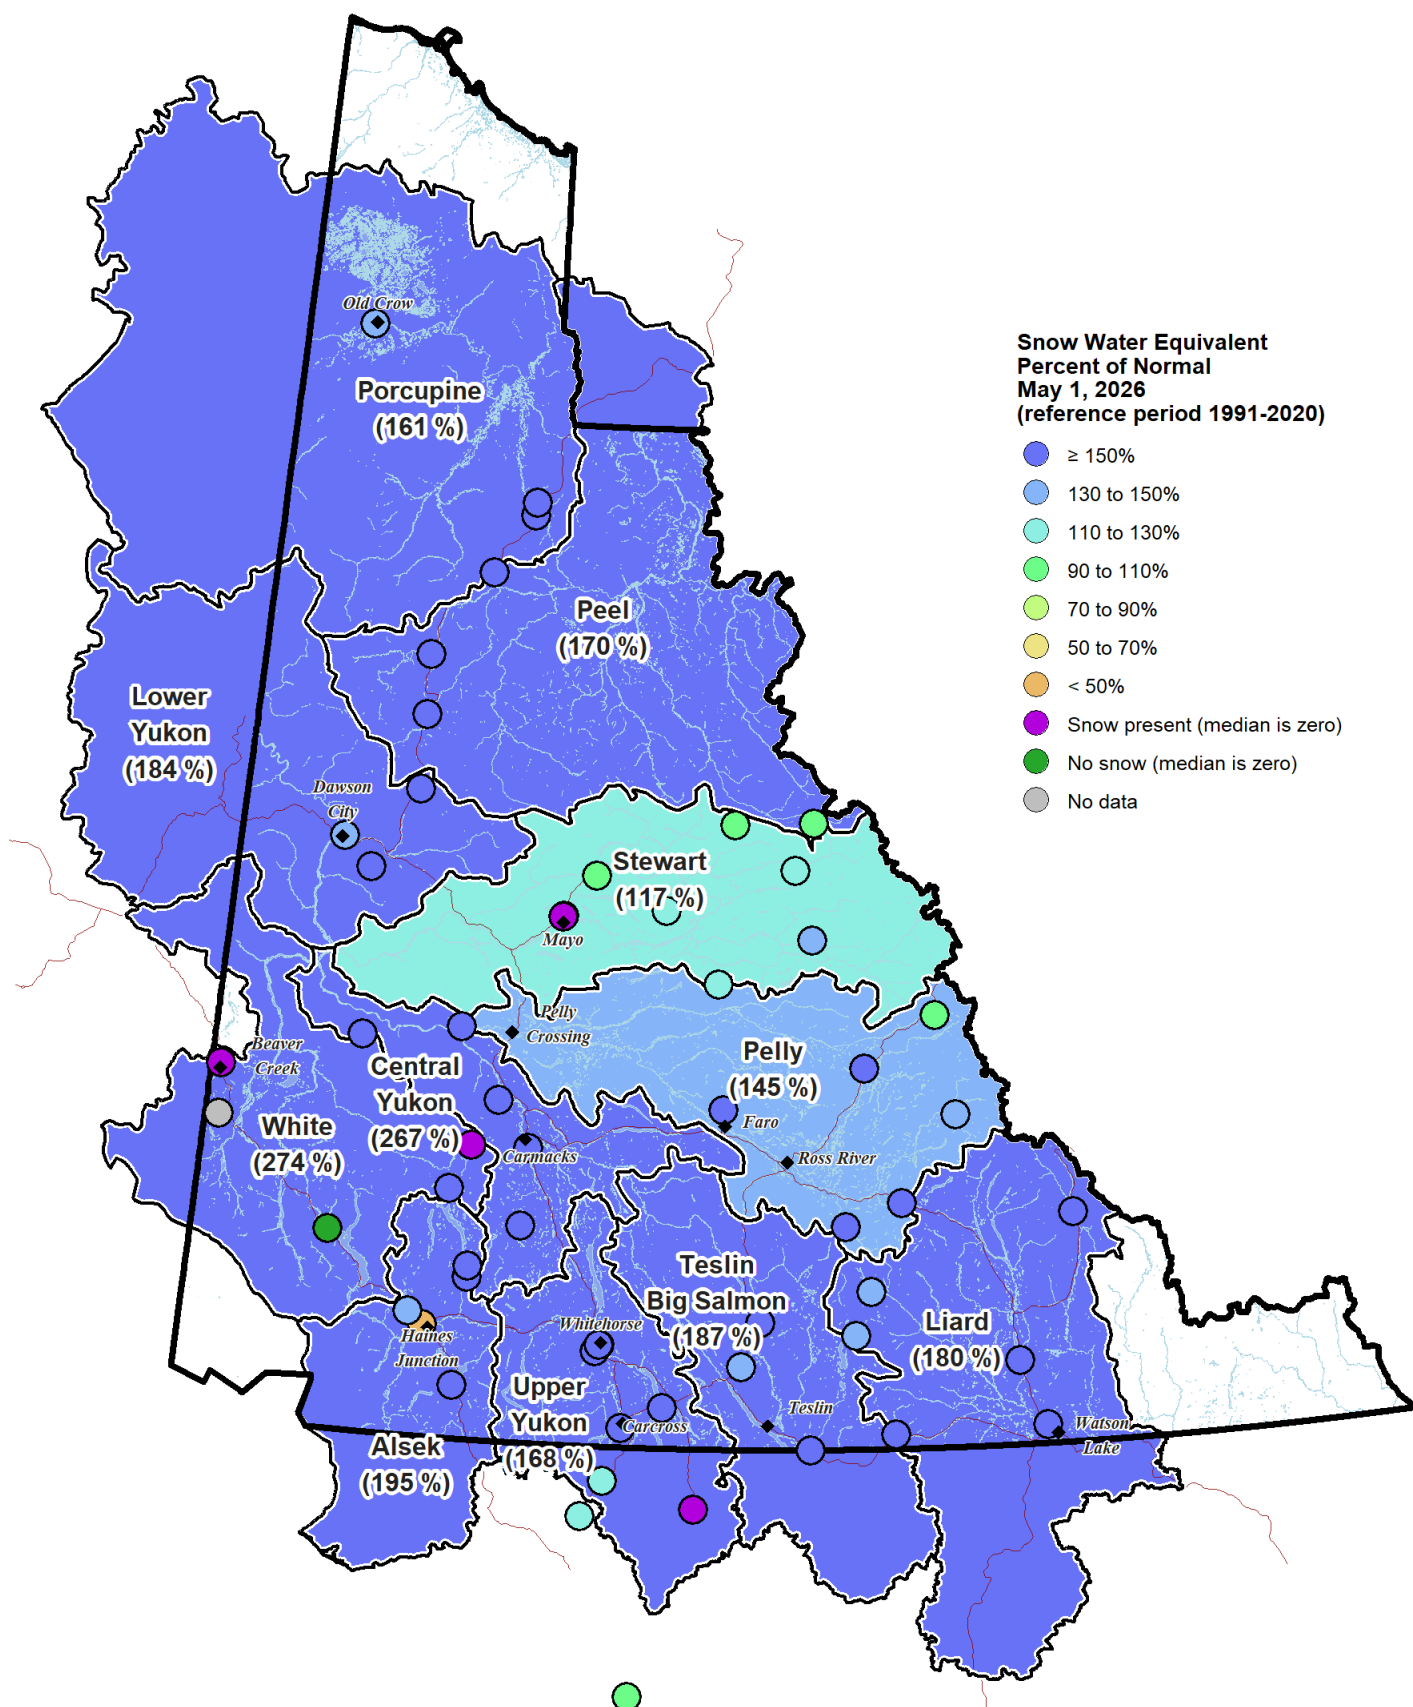 Old Crow
Porcupine
(161 %)
Snow Water Equivalent
Percent of Normal
May 1, 2026
(reference period 1991-2020)
≥ 150%
130 to 150%
110 to 130%
90 to 110%
70 to 90%
50 to 70%
< 50%
Snow present (median is zero)
No snow (median is zero)
No data
Peel
(170 %)
Lower
Yukon
(184 %)
Dawson
City
Stewart
(117 %)
Mayo
Pelly
Crossing
Beaver
Creek
Central
Yukon
(267 %)
Pelly
(145 %)
Faro
White
(274 %)
Carmacks
Ross River
Teslin
Big Salmon
(187 %)
Liard
(180 %)
Whitehorse
Haines
Junction
Upper
Yukon
(168 %)
Carcross
Teslin
Watson
Lake
Alsek
(195 %)